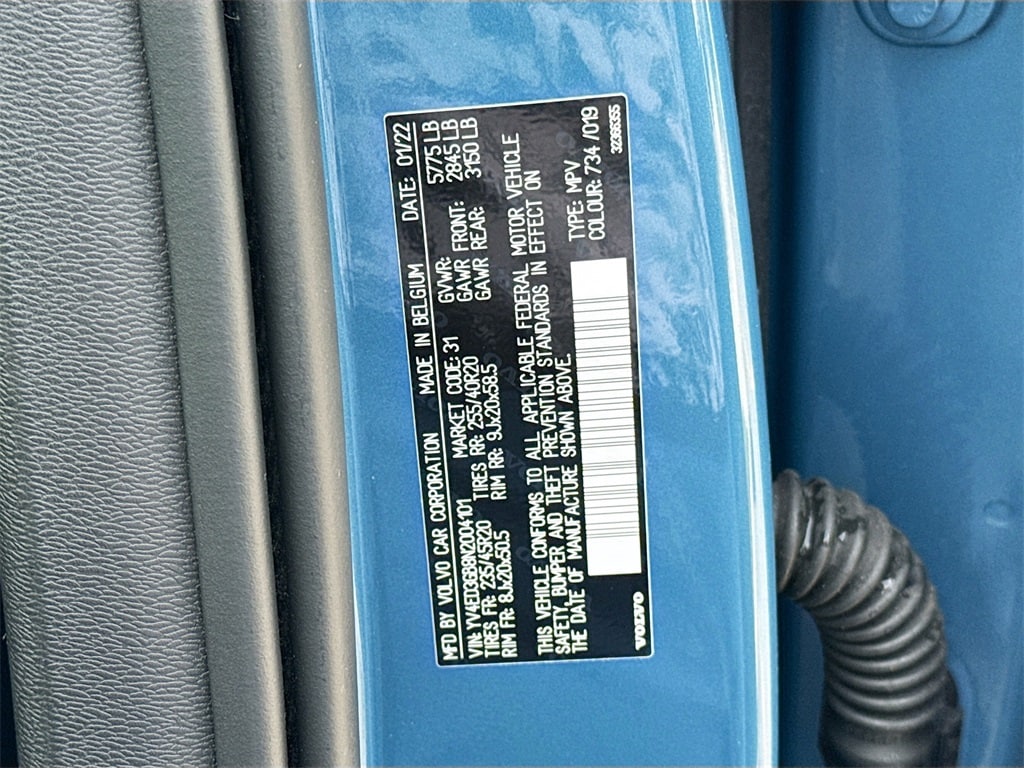 MFD BY VOLVO CAR CORPORATION MADE IN BELGIUM DATE: 01/22
VIN: YV4ED3GB8N2004101 MARKET CODE: 31 GVWR: 5775 LB
TIRES FR: 235/45R20 TIRES RR: 255/40R20 GAWR FRONT: 2845 LB
RIM FR: 8Jx20x50.5 RIM RR: 9Jx20x58.5 GAWR REAR: 3150 LB
THIS VEHICLE CONFORMS TO ALL APPLICABLE FEDERAL MOTOR VEHICLE
SAFETY, BUMPER AND THEFT PREVENTION STANDARDS IN EFFECT ON
THE DATE OF MANUFACTURE SHOWN ABOVE.
TYPE: MPV
COLOUR: 734 /019
VOLVO 32366355